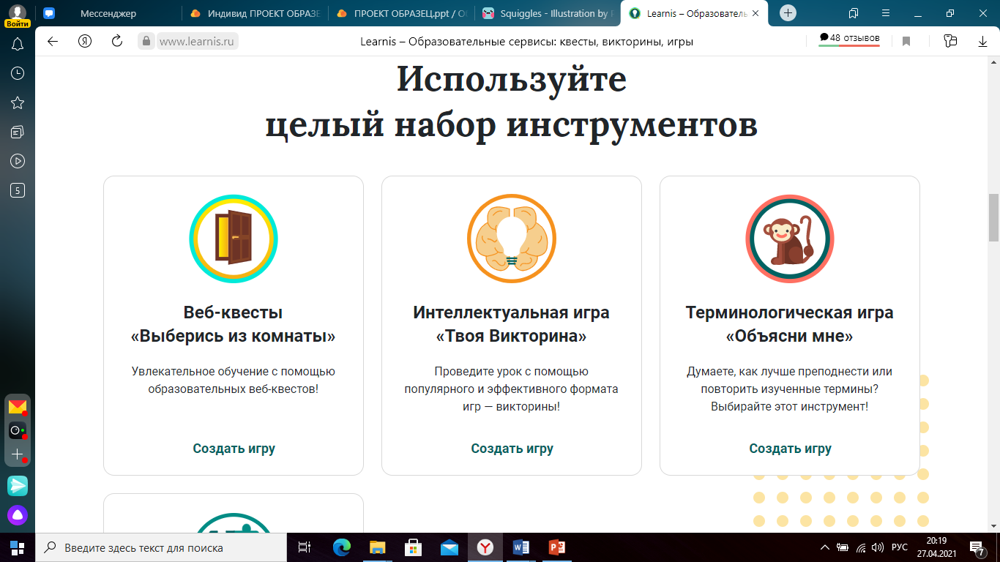 Войти
Мессенджер
Индивид ПРОЕКТ ОБРАЗЕ
ПРОЕКТ ОБРАЗЕЦ.ppt / Об
Squiggles - Illustration by
Learnis – Образователь
www.learnis.ru
Learnis – Образовательные сервисы: квесты, викторины, игры
48 отзывов
5
Используйте
целый набор инструментов
Веб-квесты
«Выберись из комнаты»
Увлекательное обучение с помощью
образовательных веб-квестов!
Создать игру
Интеллектуальная игра
«Твоя Викторина»
Проведите урок с помощью
популярного и эффективного формата
игр — викторины!
Создать игру
Терминологическая игра
«Объясни мне»
Думаете, как лучше преподнести или
повторить изученные термины?
Выбирайте этот инструмент!
Создать игру
Введите здесь текст для поиска
РУС
20:19
27.04.2021
7